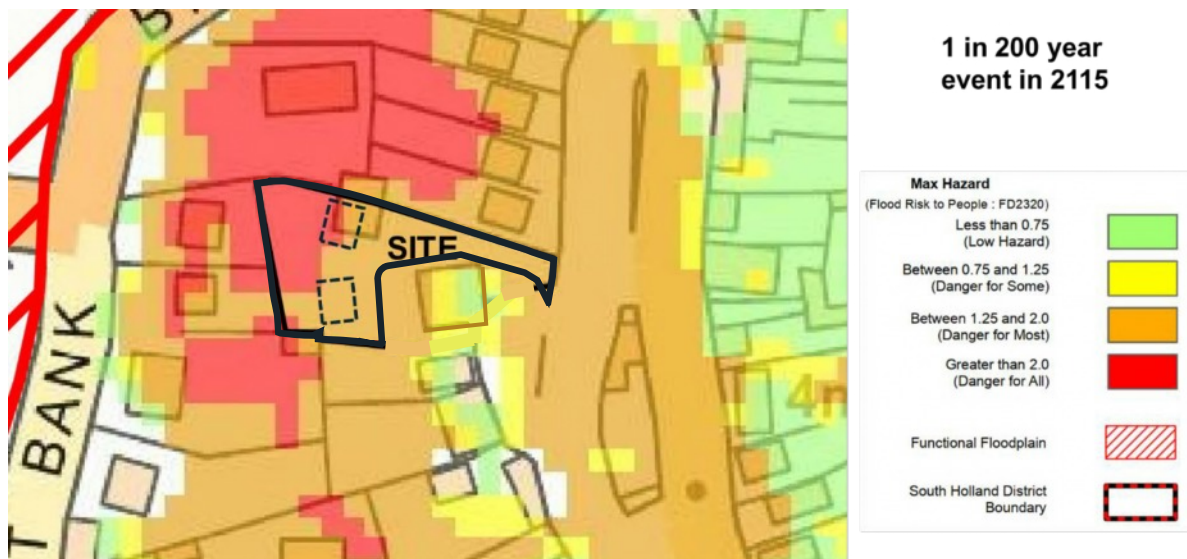 1 in 200 year
event in 2115
SITE
BANK
4m
Max Hazard
(Flood Risk to People : FD2320)
Less than 0.75
(Low Hazard)
Between 0.75 and 1.25
(Danger for Some)
Between 1.25 and 2.0
(Danger for Most)
Greater than 2.0
(Danger for All)
Functional Floodplain
South Holland District
Boundary